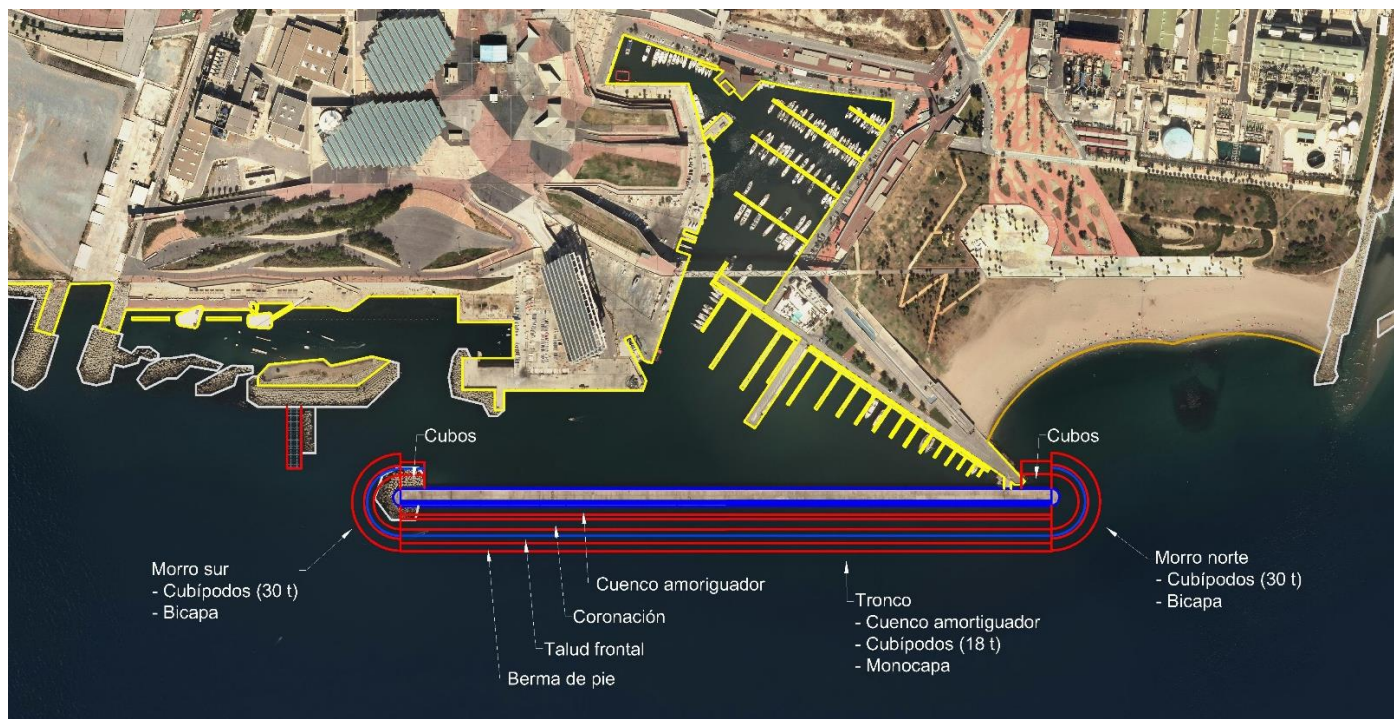 Cubos
Cubos
Morro sur
- Cubípodos (30 t)
- Bicapa
Cuenco amoriguador
Coronación
Talud frontal
Berma de pie
Tronco
- Cuenco amortiguador
- Cubípodos (18 t)
- Monocapa
Morro norte
- Cubípodos (30 t)
- Bicapa